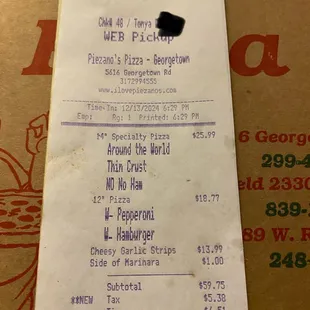 Chk# 48 / Tonya
WEB Pickup
Piezano's Pizza - Georgetown
5616 Georgetown Rd
3172994555
www.ilovepiezanos.com
Time-In: 12/13/2024 6:29 PM
Emp: Rg: 1 Printed: 6:29 PM
14" Specialty Pizza $25.99
Around the World
Thin Crust
NO No Ham
12" Pizza $18.77
W- Pepperoni
W- Hamburger
Cheesy Garlic Strips $13.99
Side of Marinara $1.00
Subtotal $59.75
**NEW Tax $5.38
a
6 George
299-4
eld 2330
839-
89 W. R
248-